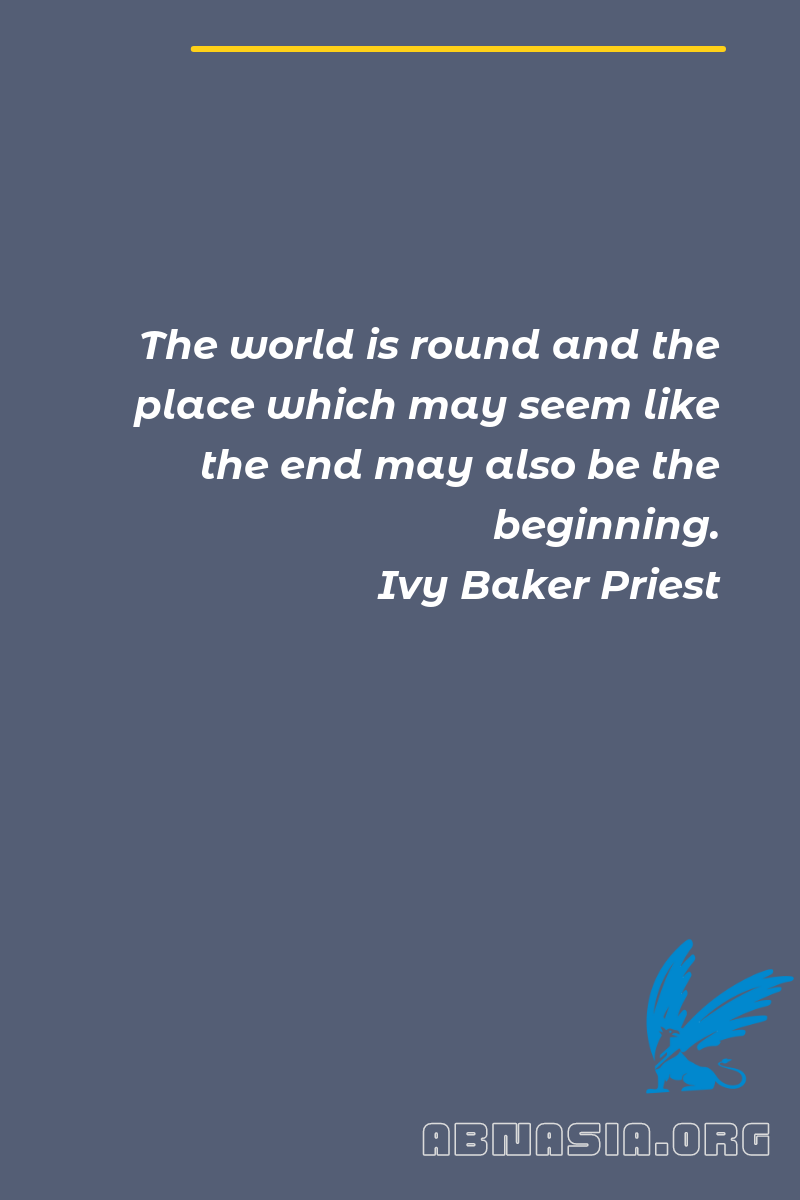 The world is round and the
place which may seem like
the end may also be the
beginning.
Ivy Baker Priest
ABNASIA.ORG